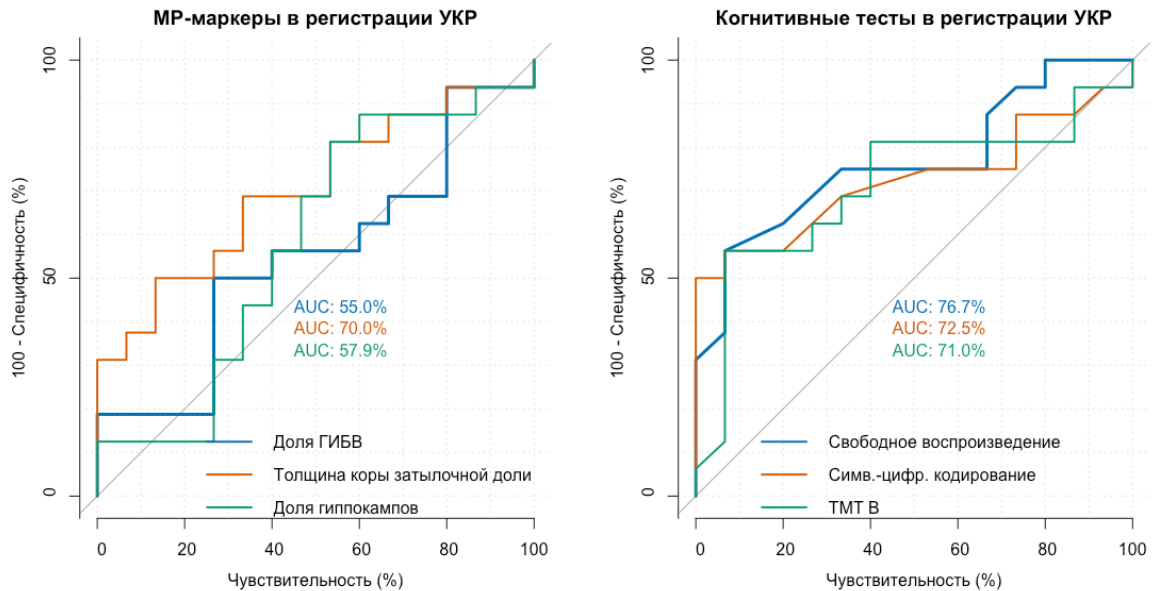 МР-маркеры в регистрации УКР
100 - Специфичность (%)
100
50
0
AUC: 55.0%
AUC: 70.0%
AUC: 57.9%
Доля ГИБВ
Толщина коры затылочной доли
Доля гиппокампов
0 20 40 60 80 100
Чувствительность (%)
Когнитивные тесты в регистрации УКР
100 - Специфичность (%)
100
50
0
AUC: 76.7%
AUC: 72.5%
AUC: 71.0%
Свободное воспроизведение
Симв.-цифр. кодирование
ТМТ В
0 20 40 60 80 100
Чувствительность (%)